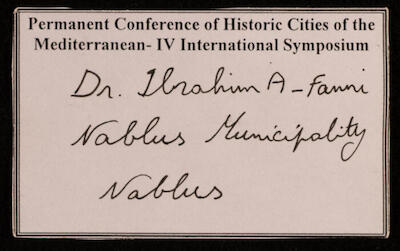 Permanent Conference of Historic Cities of the
Mediterranean- IV International Symposium
Dr. Ibrahim A-Fanni
Nablus Municipality
Nablus